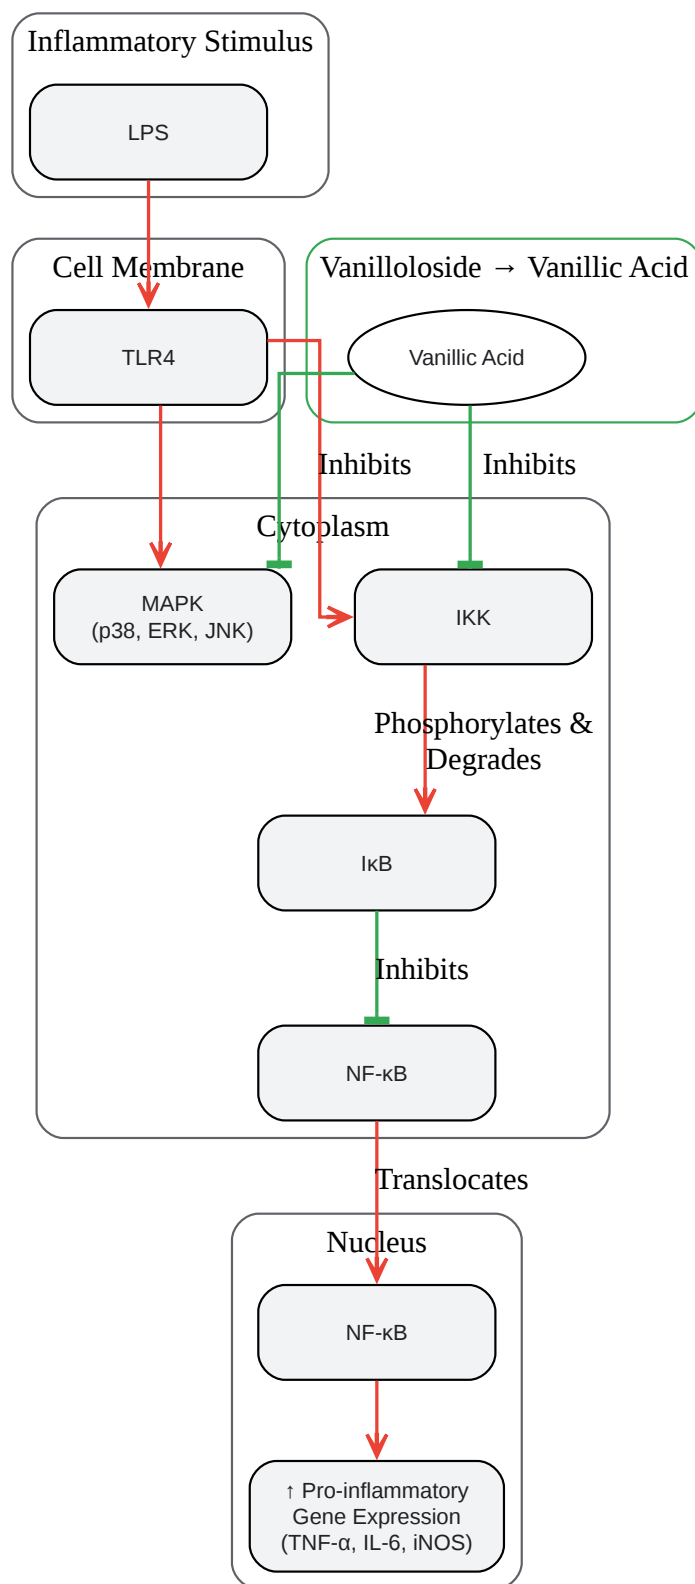 Inflammatory Stimulus
LPS
Cell Membrane
Vanilloloside → Vanillic Acid
TLR4
Vanillic Acid
Inhibits
Inhibits
Cytoplasm
MAPK
(p38, ERK, JNK)
IKK
Phosphorylates &
Degrades
IκB
Inhibits
NF-κB
Translocates
Nucleus
NF-κB
↑ Pro-inflammatory
Gene Expression
(TNF-α, IL-6, iNOS)